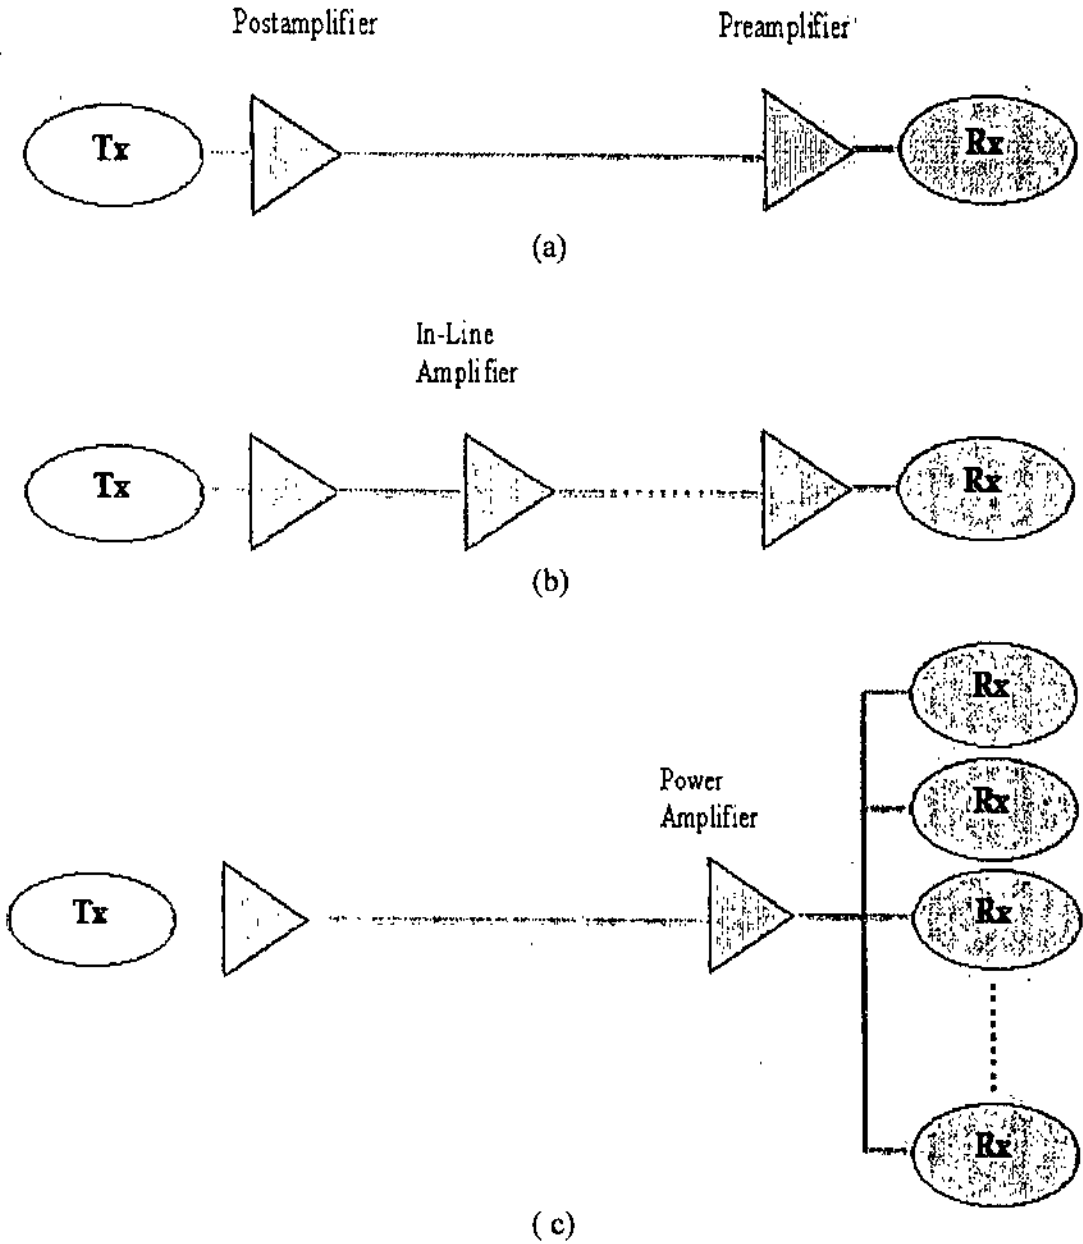 Postamplifier
Preamplifier
Tx
Rx
(a)
In-Line
Amplifier
Tx
Rx
(b)
Rx
Power
Amplifier
Rx
Tx
Rx
Rx
( c)